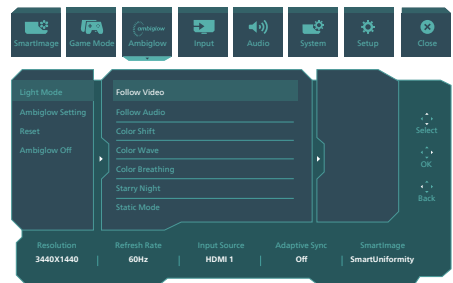 SmartImage Game Mode Ambiglow Input Audio System Setup Close
ambiglow
Light Mode Follow Video
Ambiglow Setting Follow Audio
Reset Color Shift
Ambiglow Off Color Wave
Color Breathing
Starry Night
Static Mode
Select
OK
Back
Resolution Refresh Rate Input Source Adaptive Sync SmartImage
3440X1440 | 60Hz | HDMI 1 | Off | SmartUniformity